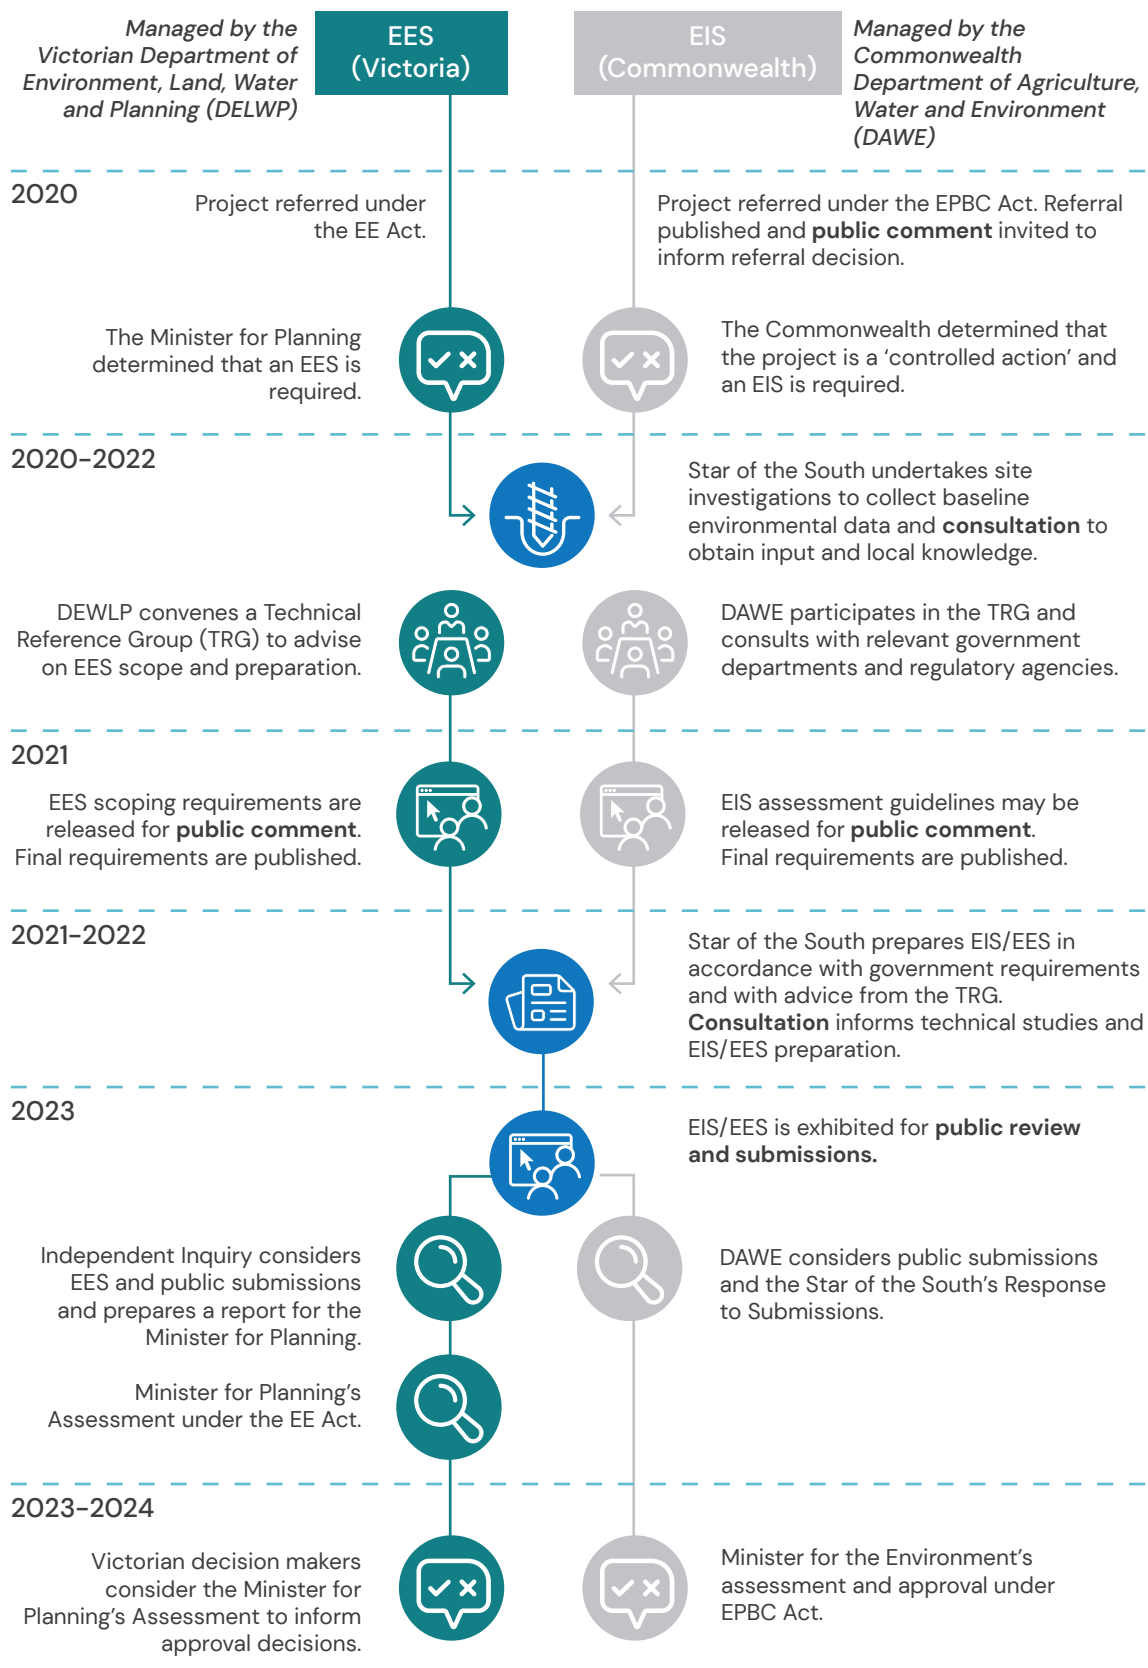 Managed by the
Victorian Department of
Environment, Land, Water
and Planning (DELWP)
EES
(Victoria)
EIS
(Commonwealth)
Managed by the
Commonwealth
Department of Agriculture,
Water and Environment
(DAWE)
2020
Project referred under
the EE Act.
Project referred under the EPBC Act. Referral
published and public comment invited to
inform referral decision.
The Minister for Planning
determined that an EES is
required.
The Commonwealth determined that
the project is a ‘controlled action’ and
an EIS is required.
2020-2022
Star of the South undertakes site
investigations to collect baseline
environmental data and consultation to
obtain input and local knowledge.
DEWLP convenes a Technical
Reference Group (TRG) to advise
on EES scope and preparation.
DAWE participates in the TRG and
consults with relevant government
departments and regulatory agencies.
2021
EES scoping requirements are
released for public comment.
Final requirements are published.
EIS assessment guidelines may be
released for public comment.
Final requirements are published.
2021-2022
Star of the South prepares EIS/EES in
accordance with government requirements
and with advice from the TRG.
Consultation informs technical studies and
EIS/EES preparation.
2023
EIS/EES is exhibited for public review
and submissions.
Independent Inquiry considers
EES and public submissions
and prepares a report for the
Minister for Planning.
DAWE considers public submissions
and the Star of the South’s Response
to Submissions.
Minister for Planning’s
Assessment under the EE Act.
2023-2024
Victorian decision makers
consider the Minister for
Planning’s Assessment to inform
approval decisions.
Minister for the Environment’s
assessment and approval under
EPBC Act.